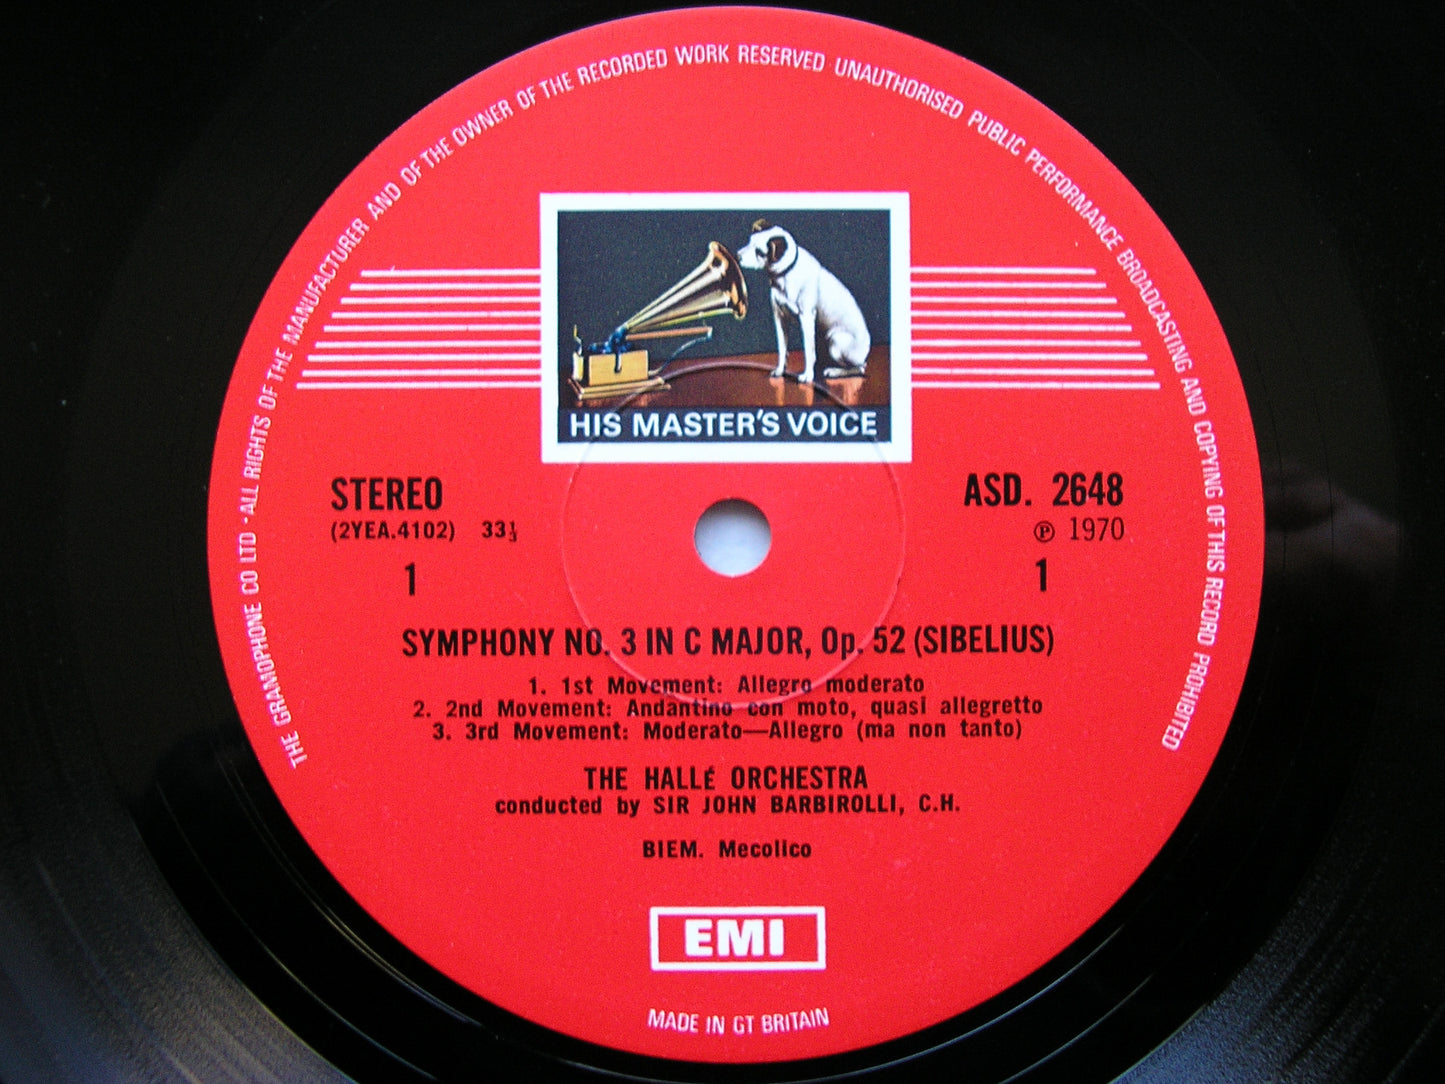 THE GRAMOPHONE CO LTD · ALL RIGHTS OF THE MANUFACTURER AND OF THE OWNER OF THE RECORDED WORK RESERVED UNAUTHORISED PUBLIC PERFORMANCE BROADCASTING AND COPYING OF THIS RECORD PROHIBITED
HIS MASTER'S VOICE
STEREO
ASD. 2648
(2YEA.4102) 33⅓
℗ 1970
1
1
SYMPHONY NO. 3 IN C MAJOR, Op. 52 (SIBELIUS)
1. 1st Movement: Allegro moderato
2. 2nd Movement: Andantino con moto, quasi allegretto
3. 3rd Movement: Moderato—Allegro (ma non tanto)
THE HALLÉ ORCHESTRA
conducted by SIR JOHN BARBIROLLI, C.H.
BIEM. Mecolico
EMI
MADE IN GT BRITAIN